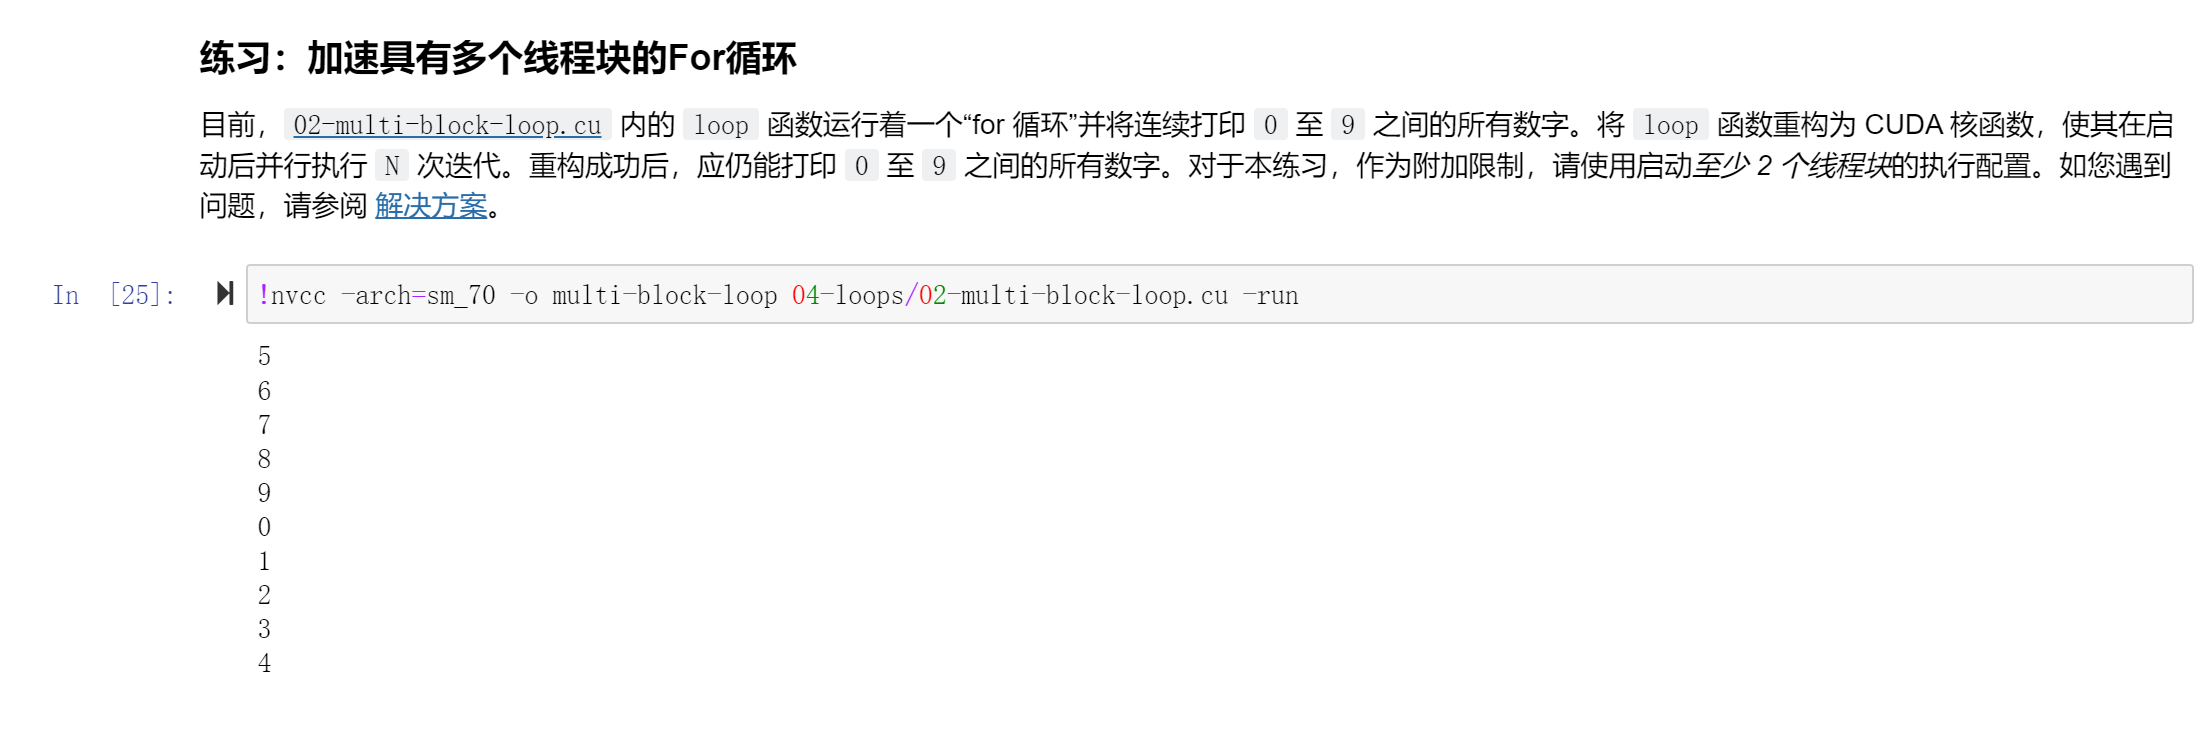 练习：加速具有多个线程块的For循环
目前， 02-multi-block-loop.cu 内的 loop 函数运行着一个“for 循环”并将连续打印 0 至 9 之间的所有数字。将 loop 函数重构为 CUDA 核函数，使其在启
动后并行执行 N 次迭代。重构成功后，应仍能打印 0 至 9 之间的所有数字。对于本练习，作为附加限制，请使用启动至少 2 个线程块的执行配置。如您遇到
问题，请参阅 解决方案。
In [25]: !nvcc -arch=sm_70 -o multi-block-loop 04-loops/02-multi-block-loop.cu -run
5
6
7
8
9
0
1
2
3
4